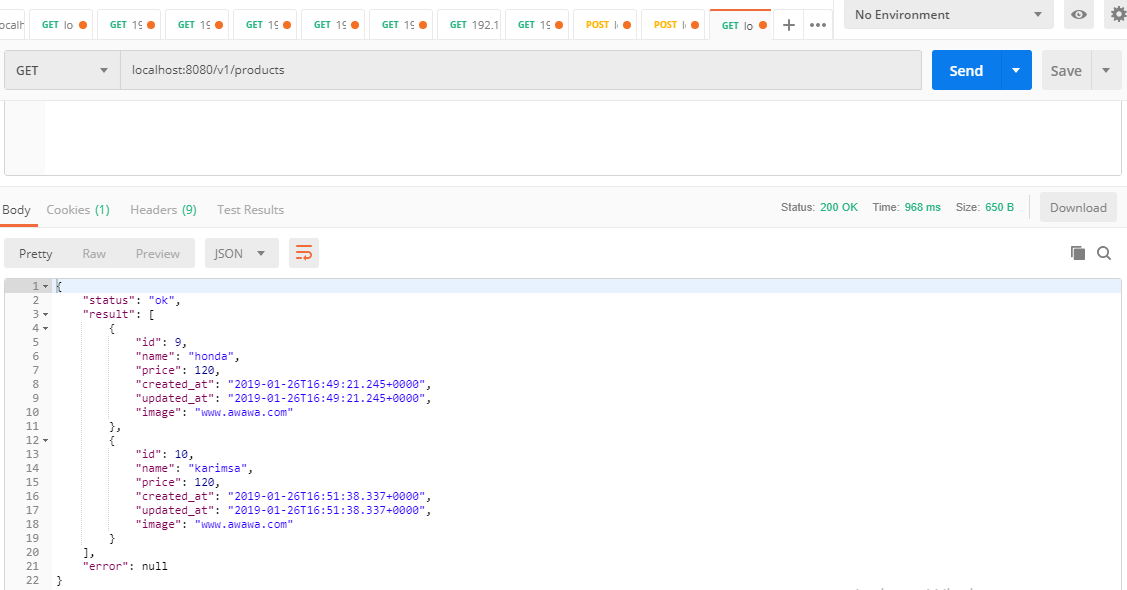 GET lo GET 19 GET 19 GET 19 GET 19 GET 19 GET 192.1 GET 19 POST POST GET lo + ••• No Environment
GET localhost:8080/v1/products Send Save
Body Cookies (1) Headers (9) Test Results Status: 200 OK Time: 968 ms Size: 650 B Download
Pretty Raw Preview JSON
1 {
2 "status": "ok",
3 "result": [
4 {
5 "id": 9,
6 "name": "honda",
7 "price": 120,
8 "created_at": "2019-01-26T16:49:21.245+0000",
9 "updated_at": "2019-01-26T16:49:21.245+0000",
10 "image": "www.awawa.com"
11 },
12 {
13 "id": 10,
14 "name": "karimsa",
15 "price": 120,
16 "created_at": "2019-01-26T16:51:38.337+0000",
17 "updated_at": "2019-01-26T16:51:38.337+0000",
18 "image": "www.awawa.com"
19 }
20 ],
21 "error": null
22 }